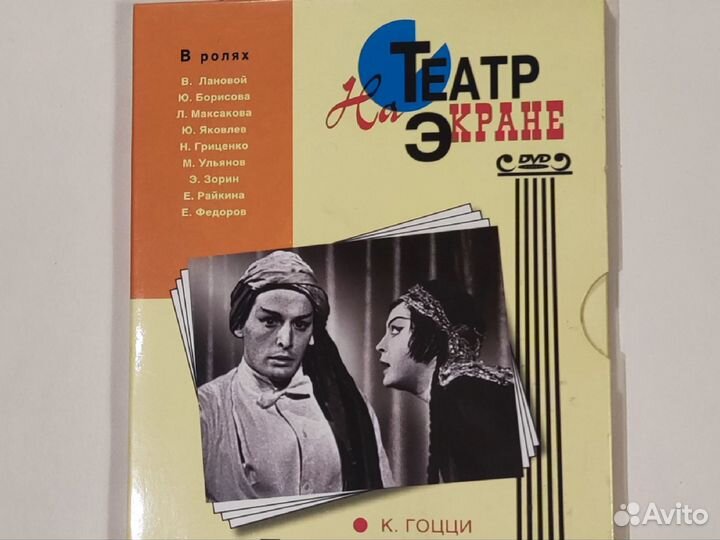 В ролях
В. Лановой
Ю. Борисова
Л. Максакова
Ю. Яковлев
Н. Гриценко
М. Ульянов
Э. Зорин
Е. Райкина
Е. Федоров
ТЕАТР
На
ЭКРАНЕ
DVD
К. ГОЦЦИ
Avito